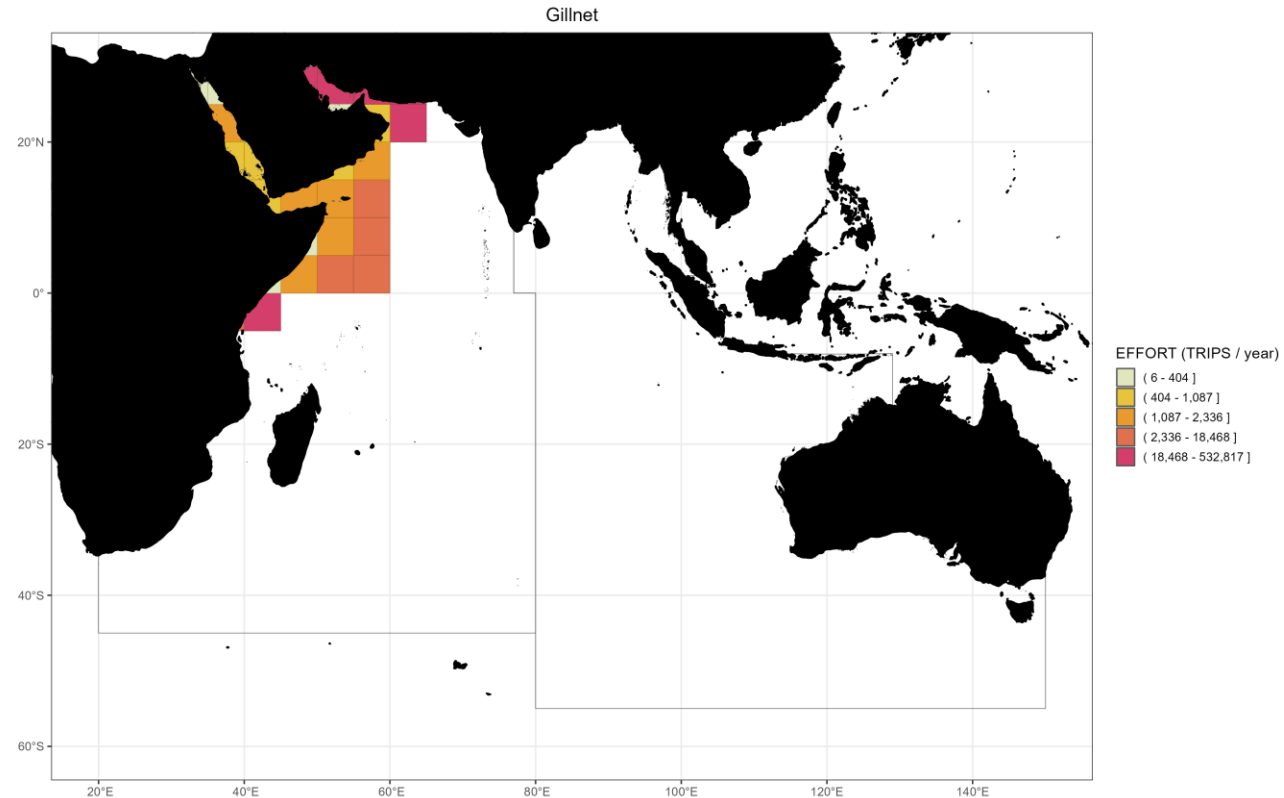 Gillnet
20°N
0°
20°S
40°S
60°S
20°E 40°E 60°E 80°E 100°E 120°E 140°E
EFFORT (TRIPS / year)
( 6 - 404 ]
( 404 - 1,087 ]
( 1,087 - 2,336 ]
( 2,336 - 18,468 ]
( 18,468 - 532,817 ]